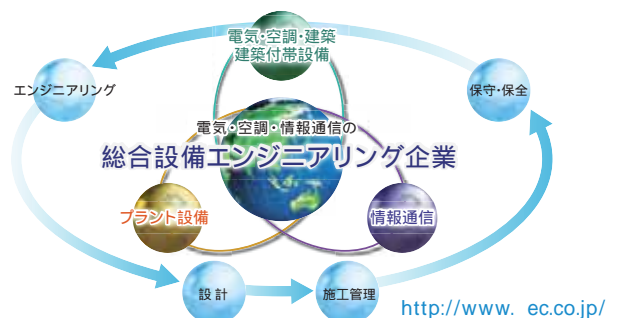 電気・空調・建築
建築付帯設備
エンジニアリング
保守・保全
電気・空調・情報通信の
総合設備エンジニアリング企業
プラント設備
情報通信
設計
施工管理
http://www. ec.co.jp/